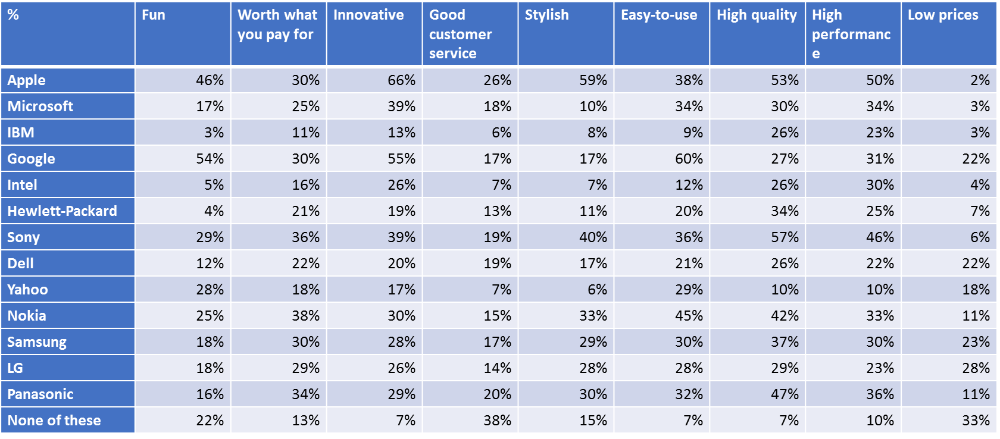 % Fun Worth what you pay for Innovative Good customer service Stylish Easy-to-use High quality High performanc e Low prices
Apple 46% 30% 66% 26% 59% 38% 53% 50% 2%
Microsoft 17% 25% 39% 18% 10% 34% 30% 34% 3%
IBM 3% 11% 13% 6% 8% 9% 26% 23% 3%
Google 54% 30% 55% 17% 17% 60% 27% 31% 22%
Intel 5% 16% 26% 7% 7% 12% 26% 30% 4%
Hewlett-Packard 4% 21% 19% 13% 11% 20% 34% 25% 7%
Sony 29% 36% 39% 19% 40% 36% 57% 46% 6%
Dell 12% 22% 20% 19% 17% 21% 26% 22% 22%
Yahoo 28% 18% 17% 7% 6% 29% 10% 10% 18%
Nokia 25% 38% 30% 15% 33% 45% 42% 33% 11%
Samsung 18% 30% 28% 17% 29% 30% 37% 30% 23%
LG 18% 29% 26% 14% 28% 28% 29% 23% 28%
Panasonic 16% 34% 29% 20% 30% 32% 47% 36% 11%
None of these 22% 13% 7% 38% 15% 7% 7% 10% 33%